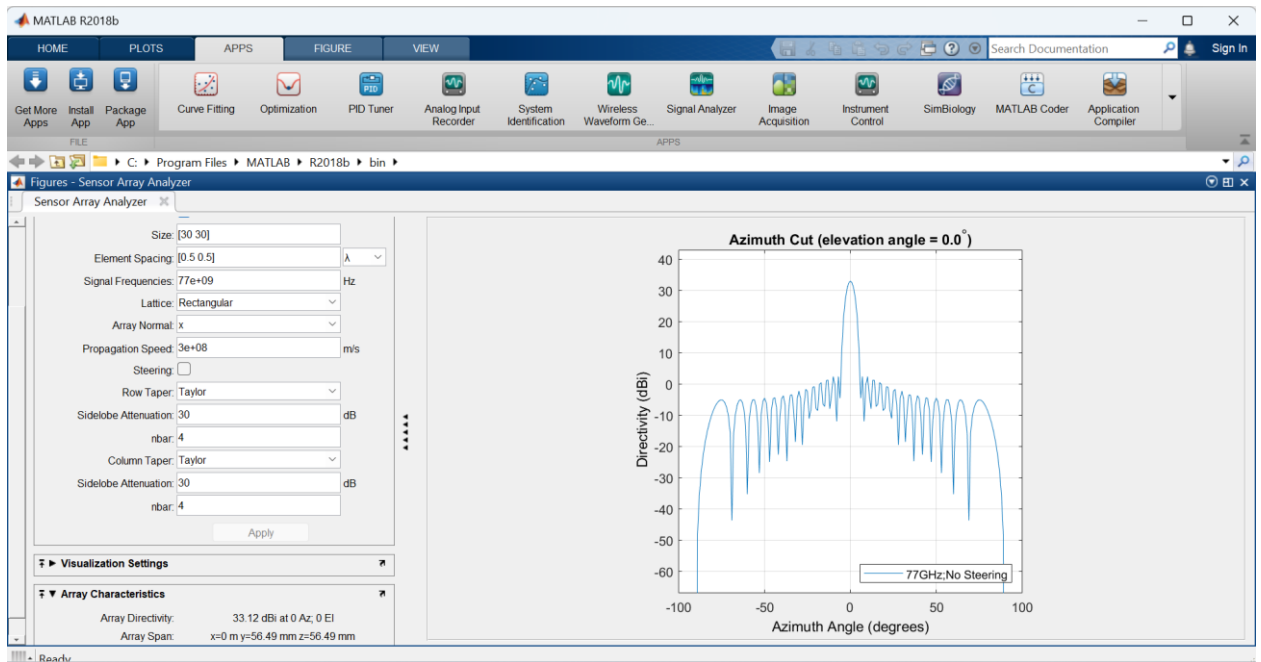 MATLAB R2018b
HOME PLOTS APPS FIGURE VIEW Search Documentation Sign In
Get More Apps
Install App
Package App
Curve Fitting
Optimization
PID Tuner
Analog Input Recorder
System Identification
Wireless Waveform Ge...
Signal Analyzer
Image Acquisition
Instrument Control
SimBiology
MATLAB Coder
Application Compiler
FILE APPS
C: Program Files MATLAB R2018b bin
Figures - Sensor Array Analyzer
Sensor Array Analyzer
Size: [30 30]
Element Spacing: [0.5 0.5] λ
Signal Frequencies: 77e+09 Hz
Lattice: Rectangular
Array Normal: x
Propagation Speed: 3e+08 m/s
Steering:
Row Taper: Taylor
Sidelobe Attenuation: 30 dB
nbar: 4
Column Taper: Taylor
Sidelobe Attenuation: 30 dB
nbar: 4
Apply
Visualization Settings
Array Characteristics
Array Directivity: 33.12 dBi at 0 Az; 0 El
Array Span: x=0 m y=56.49 mm z=56.49 mm
Ready
Azimuth Cut (elevation angle = 0.0°)
Directivity (dBi)
40
30
20
10
0
-10
-20
-30
-40
-50
-60
77GHz;No Steering
-100 -50 0 50 100
Azimuth Angle (degrees)